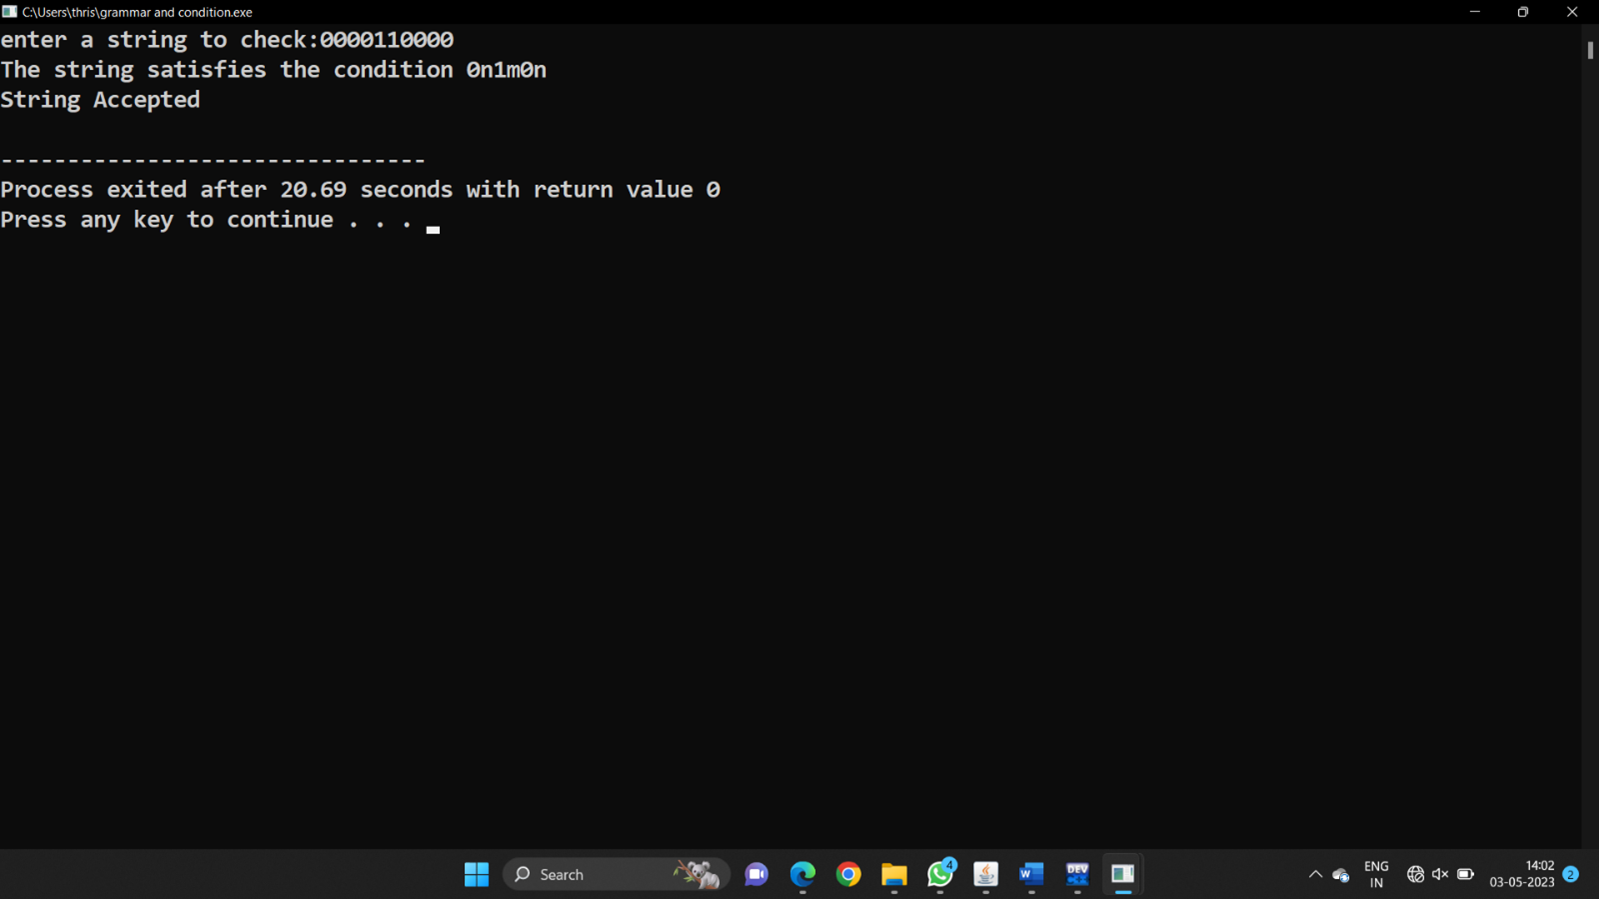 C:\Users\thris\grammar and condition.exe
enter a string to check:0000110000
The string satisfies the condition 0n1m0n
String Accepted
--------------------------------
Process exited after 20.69 seconds with return value 0
Press any key to continue . . .
Search
4
W
DEV
ENG
IN
14:02
03-05-2023
2